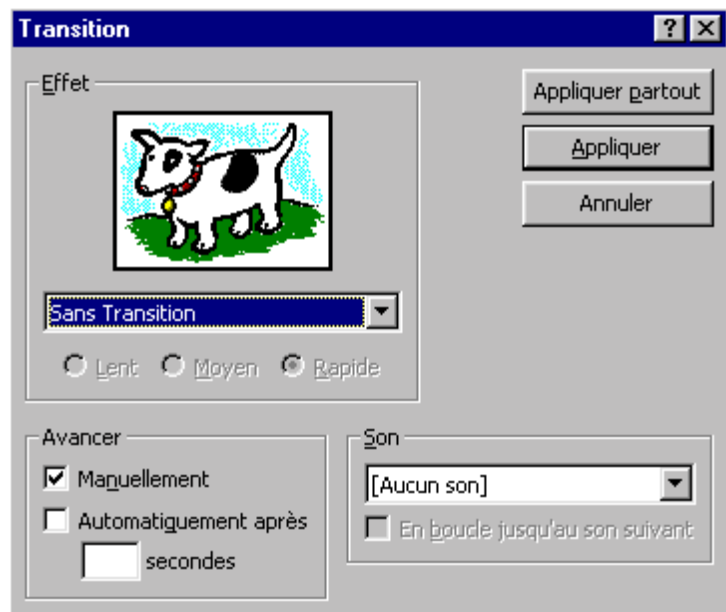 Transition
Effet
Appliquer partout
Appliquer
Annuler
Sans Transition
Lent Moyen Rapide
Avancer
Manuellement
Automatiquement après
secondes
Son
[Aucun son]
En boucle jusqu'au son suivant